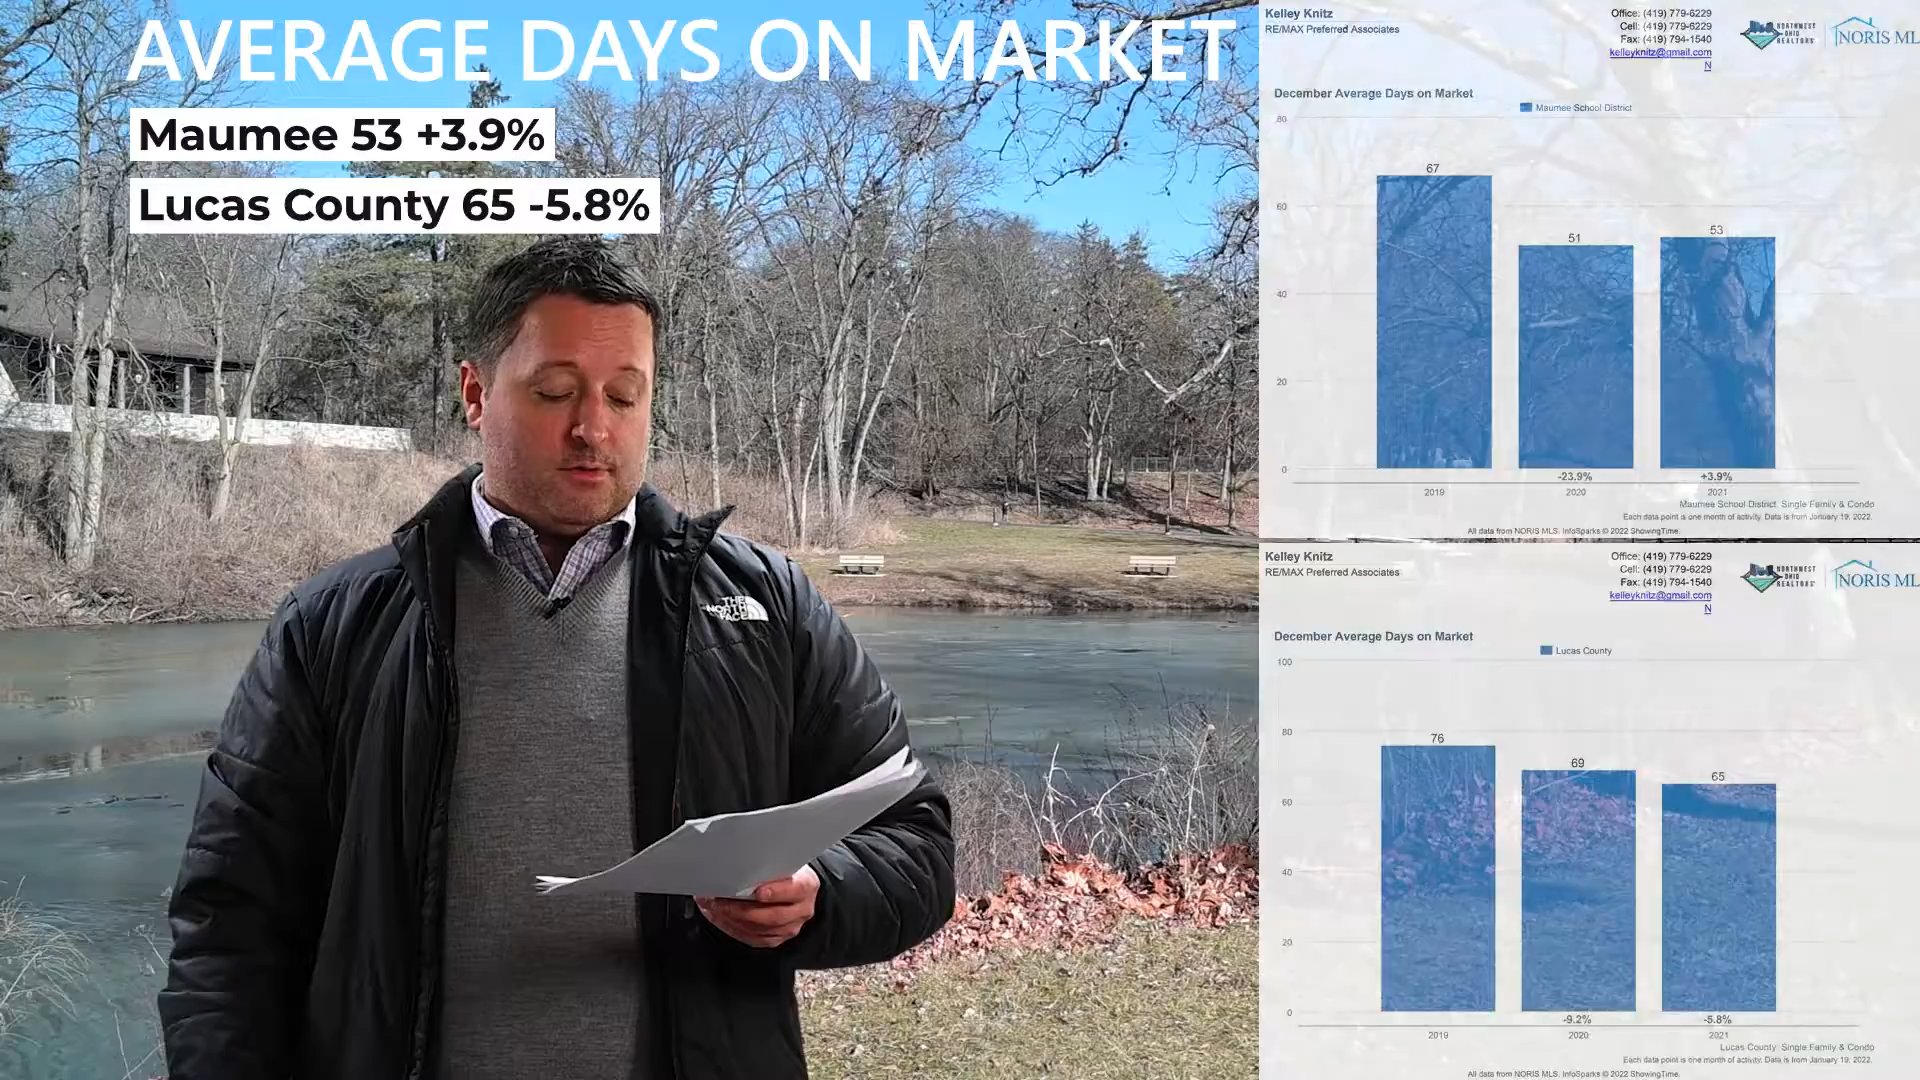 AVERAGE DAYS ON MARKET
Maumee 53 +3.9%
Lucas County 65 -5.8%
THE
NORTH
FACE
Kelley Knitz
RE/MAX Preferred Associates
Office: (419) 779-6229
Cell: (419) 779-6229
Fax: (419) 794-1540
kelleyknitz@gmail.com
N
NORTHWEST
OHIO
REALTORS
NORIS ML
December Average Days on Market
Maumee School District
80
60
40
20
0
67
51
53
-23.9%
+3.9%
2019
2020
2021
Maumee School District: Single Family & Condo
Each data point is one month of activity. Data is from January 19, 2022.
All data from NORIS MLS. InfoSparks © 2022 ShowingTime.
Kelley Knitz
RE/MAX Preferred Associates
Office: (419) 779-6229
Cell: (419) 779-6229
Fax: (419) 794-1540
kelleyknitz@gmail.com
N
NORTHWEST
OHIO
REALTORS
NORIS ML
December Average Days on Market
Lucas County
100
80
60
40
20
0
76
69
65
-9.2%
-5.8%
2019
2020
2021
Lucas County: Single Family & Condo
Each data point is one month of activity. Data is from January 19, 2022.
All data from NORIS MLS. InfoSparks © 2022 ShowingTime.